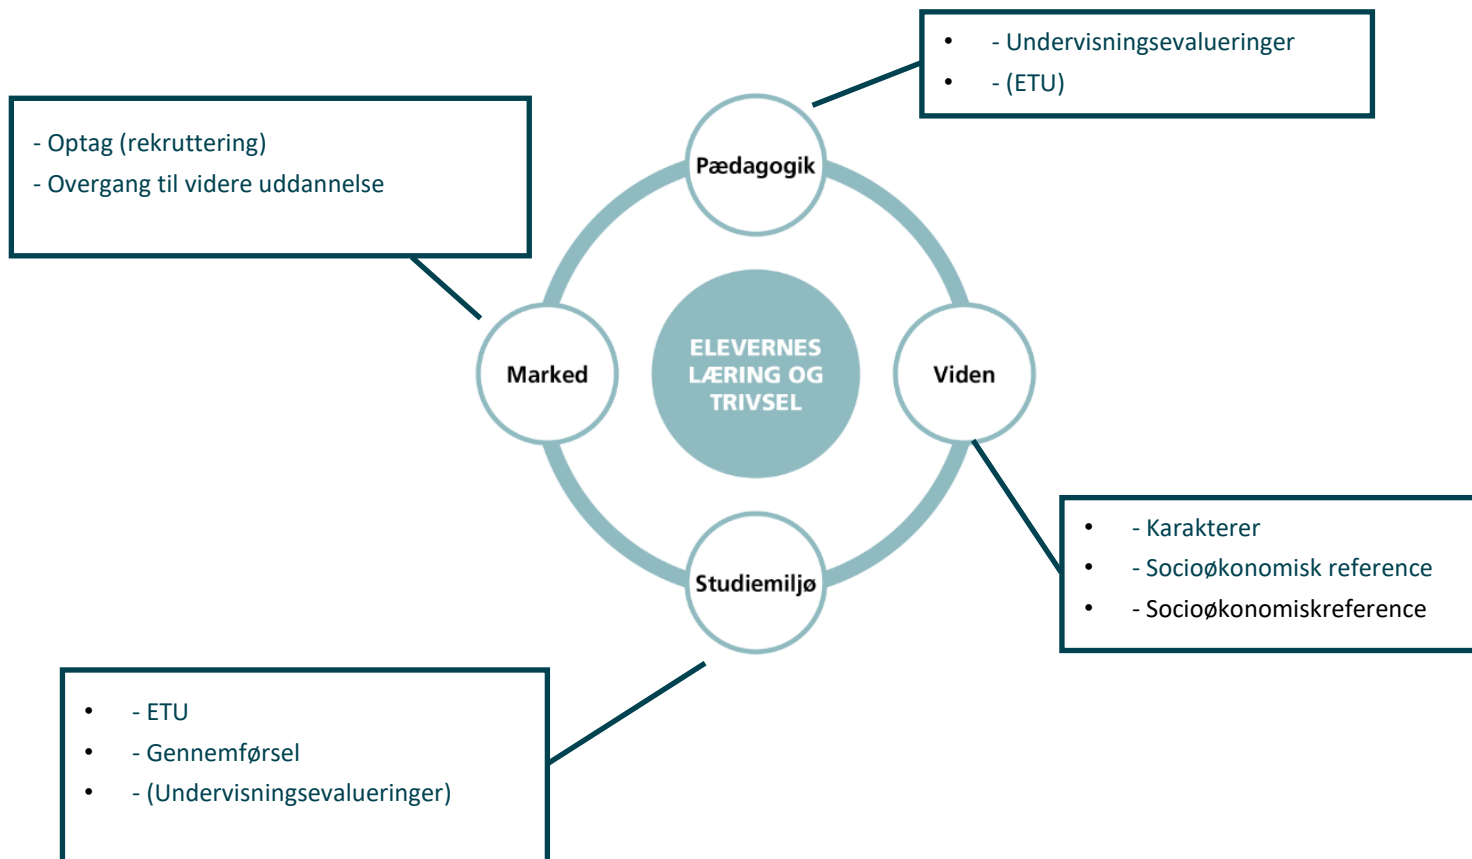 • - Undervisningsevalueringer
• - (ETU)
- Optag (rekruttering)
- Overgang til videre uddannelse
Pædagogik
ELEVERNES
LÆRING OG
TRIVSEL
Marked
Viden
Studiemiljø
• - Karakterer
• - Socioøkonomisk reference
• - Socioøkonomiskreference
• - ETU
• - Gennemførsel
• - (Undervisningsevalueringer)